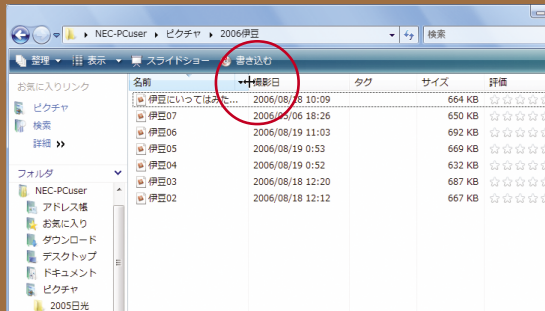 NEC-PCuser ▸ ピクチャ ▸ 2006伊豆
検索
整理 表示 スライドショー 書き込む
お気に入りリンク
ピクチャ
検索
詳細 »
フォルダ
NEC-PCuser
アドレス帳
お気に入り
ダウンロード
デスクトップ
ドキュメント
ピクチャ
2005日光
名前 撮影日 タグ サイズ 評価
伊豆にいってはみた... 2006/08/18 10:09 664 KB
伊豆07 2006/05/06 18:26 650 KB
伊豆06 2006/08/19 11:03 692 KB
伊豆05 2006/08/19 0:53 669 KB
伊豆04 2006/08/19 0:52 632 KB
伊豆03 2006/08/18 12:20 687 KB
伊豆02 2006/08/18 12:12 667 KB